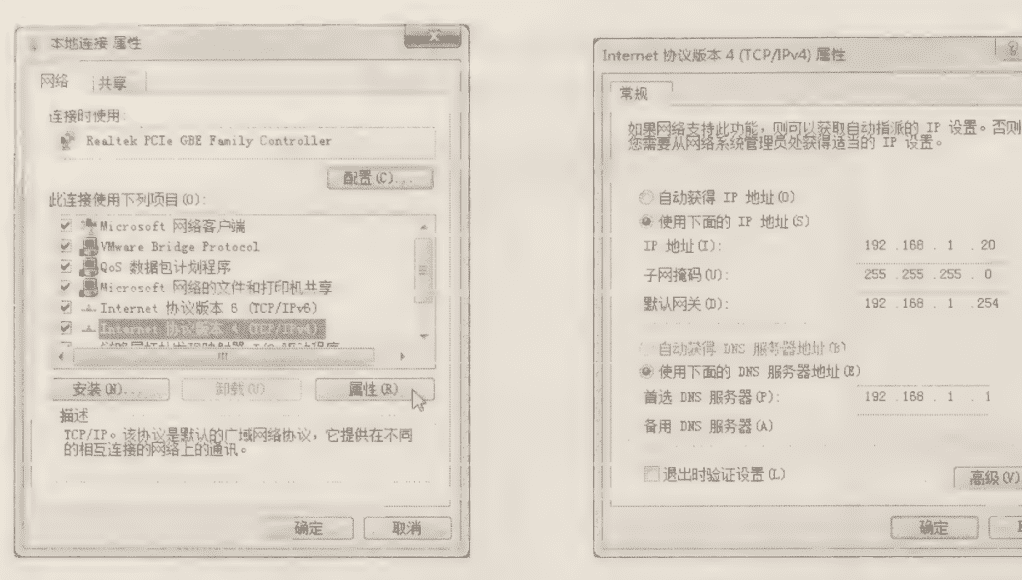 本地连接 属性
网络
共享
连接时使用:
Realtek PCIe GBE Family Controller
配置(C)...
此连接使用下列项目(O):
Microsoft 网络客户端
VMware Bridge Protocol
QoS 数据包计划程序
Microsoft 网络的文件和打印机共享
Internet 协议版本 6 (TCP/IPv6)
Internet 协议版本 4 (TCP/IPv4)
安装(N)...
卸载(U)
属性(R)
描述
TCP/IP。该协议是默认的广域网络协议，它提供在不同
的相互连接的网络上的通讯。
确定
取消
Internet 协议版本 4 (TCP/IPv4) 属性
常规
如果网络支持此功能，则可以获取自动指派的 IP 设置。否则
您需要从网络系统管理员处获得适当的 IP 设置。
自动获得 IP 地址(O)
使用下面的 IP 地址(S)
IP 地址(I): 192 . 168 . 1 . 20
子网掩码(U): 255 . 255 . 255 . 0
默认网关(D): 192 . 168 . 1 . 254
自动获得 DNS 服务器地址(B)
使用下面的 DNS 服务器地址(E)
首选 DNS 服务器(P): 192 . 168 . 1 . 1
备用 DNS 服务器(A)
退出时验证设置(L)
高级(V)
确定